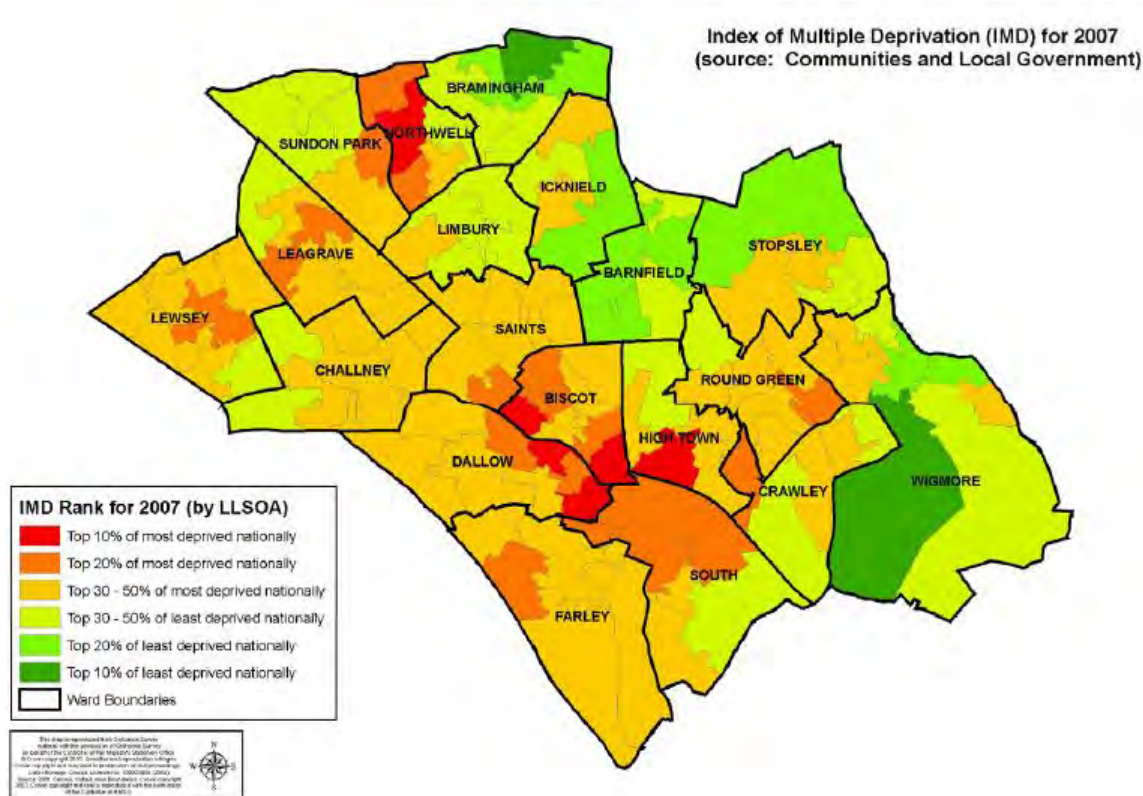 Index of Multiple Deprivation (IMD) for 2007
(source: Communities and Local Government)
BRAMINGHAM
NORTHWELL
SUNDON PARK
ICKNIELD
LIMBURY
STOPSLEY
LEAGRAVE
BARNFIELD
LEWSEY
SAINTS
CHALLNEY
ROUND GREEN
BISCOT
HIGH TOWN
DALLOW
CRAWLEY
WIGMORE
SOUTH
FARLEY
IMD Rank for 2007 (by LLSOA)
Top 10% of most deprived nationally
Top 20% of most deprived nationally
Top 30 - 50% of most deprived nationally
Top 30 - 50% of least deprived nationally
Top 20% of least deprived nationally
Top 10% of least deprived nationally
Ward Boundaries
N
W
E
S